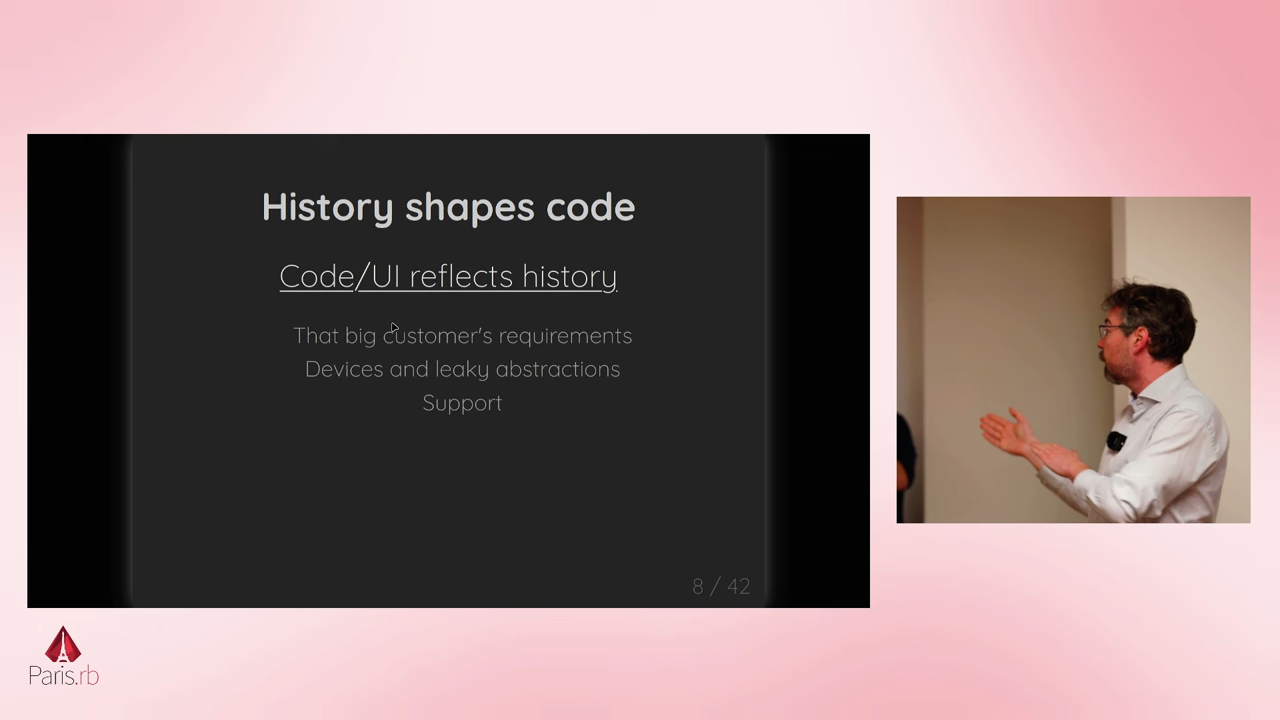 History shapes code
Code/UI reflects history
That big customer's requirements
Devices and leaky abstractions
Support
8 / 42
Paris.rb